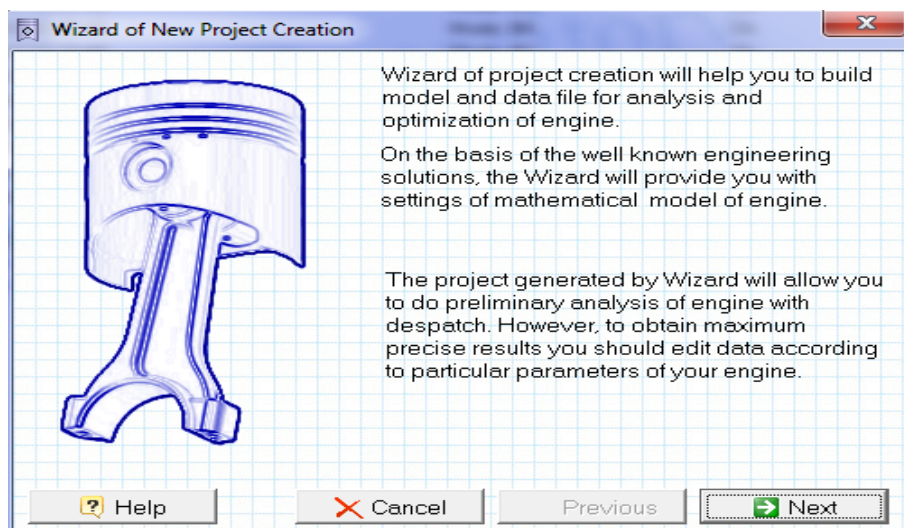 Wizard of New Project Creation
Wizard of project creation will help you to build
model and data file for analysis and
optimization of engine.
On the basis of the well known engineering
solutions, the Wizard will provide you with
settings of mathematical model of engine.
The project generated by Wizard will allow you
to do preliminary analysis of engine with
despatch. However, to obtain maximum
precise results you should edit data according
to particular parameters of your engine.
Help
Cancel
Previous
Next